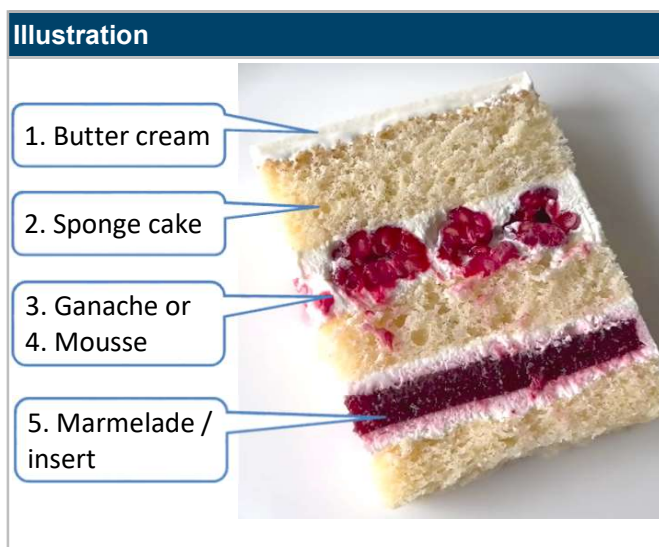 Illustration
1. Butter cream
2. Sponge cake
3. Ganache or
4. Mousse
5. Marmelade /
insert